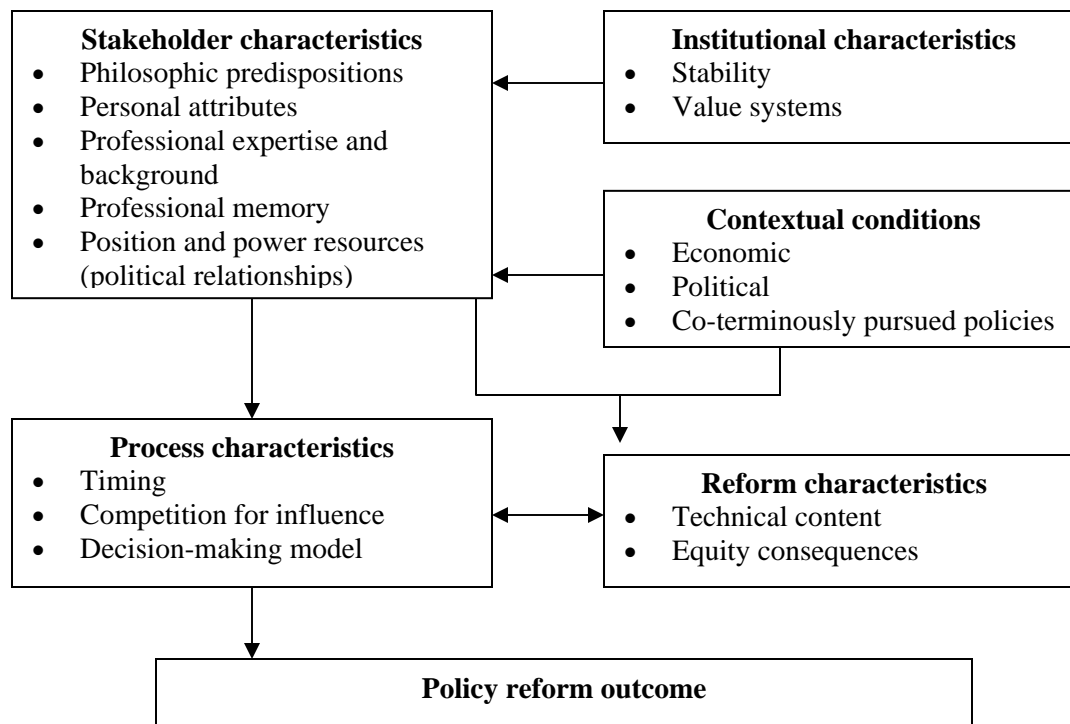 Stakeholder characteristics
• Philosophic predispositions
• Personal attributes
• Professional expertise and
background
• Professional memory
• Position and power resources
(political relationships)
Institutional characteristics
• Stability
• Value systems
Contextual conditions
• Economic
• Political
• Co-terminously pursued policies
Process characteristics
• Timing
• Competition for influence
• Decision-making model
Reform characteristics
• Technical content
• Equity consequences
Policy reform outcome